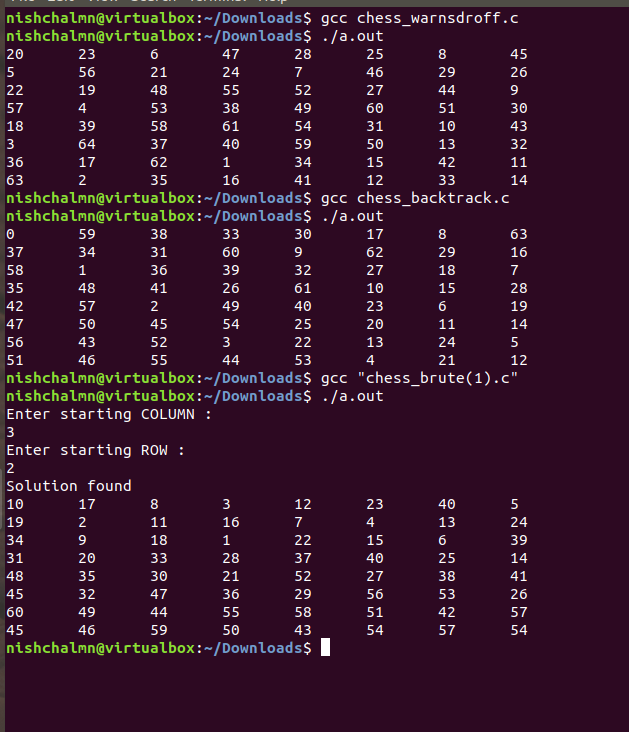 nishchalmn@virtualbox:~/Downloads$ gcc chess_warnsdroff.c
nishchalmn@virtualbox:~/Downloads$ ./a.out
20 23 6 47 28 25 8 45
5 56 21 24 7 46 29 26
22 19 48 55 52 27 44 9
57 4 53 38 49 60 51 30
18 39 58 61 54 31 10 43
3 64 37 40 59 50 13 32
36 17 62 1 34 15 42 11
63 2 35 16 41 12 33 14
nishchalmn@virtualbox:~/Downloads$ gcc chess_backtrack.c
nishchalmn@virtualbox:~/Downloads$ ./a.out
0 59 38 33 30 17 8 63
37 34 31 60 9 62 29 16
58 1 36 39 32 27 18 7
35 48 41 26 61 10 15 28
42 57 2 49 40 23 6 19
47 50 45 54 25 20 11 14
56 43 52 3 22 13 24 5
51 46 55 44 53 4 21 12
nishchalmn@virtualbox:~/Downloads$ gcc "chess_brute(1).c"
nishchalmn@virtualbox:~/Downloads$ ./a.out
Enter starting COLUMN :
3
Enter starting ROW :
2
Solution found
10 17 8 3 12 23 40 5
19 2 11 16 7 4 13 24
34 9 18 1 22 15 6 39
31 20 33 28 37 40 25 14
48 35 30 21 52 27 38 41
45 32 47 36 29 56 53 26
60 49 44 55 58 51 42 57
45 46 59 50 43 54 57 54
nishchalmn@virtualbox:~/Downloads$